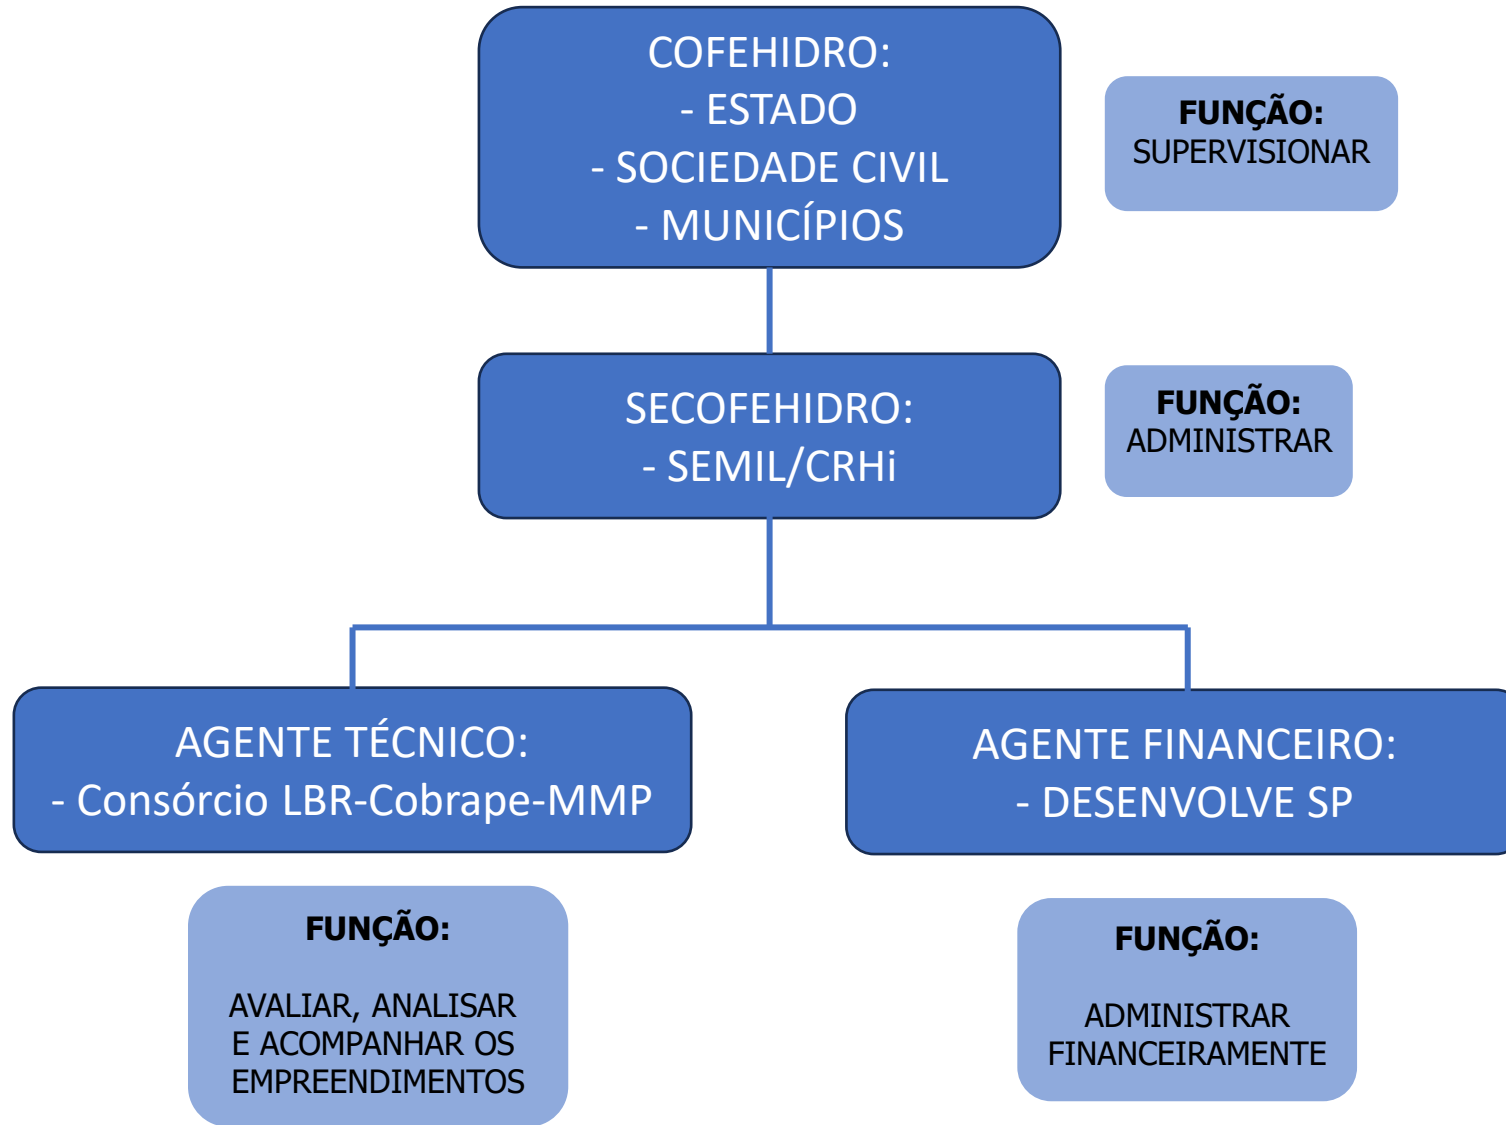 COFEHIDRO:
- ESTADO
- SOCIEDADE CIVIL
- MUNICÍPIOS
FUNÇÃO:
SUPERVISIONAR
SECOFEHIDRO:
- SEMIL/CRHi
FUNÇÃO:
ADMINISTRAR
AGENTE TÉCNICO:
- Consórcio LBR-Cobrape-MMP
AGENTE FINANCEIRO:
- DESENVOLVE SP
FUNÇÃO:
AVALIAR, ANALISAR
E ACOMPANHAR OS
EMPREENDIMENTOS
FUNÇÃO:
ADMINISTRAR
FINANCEIRAMENTE